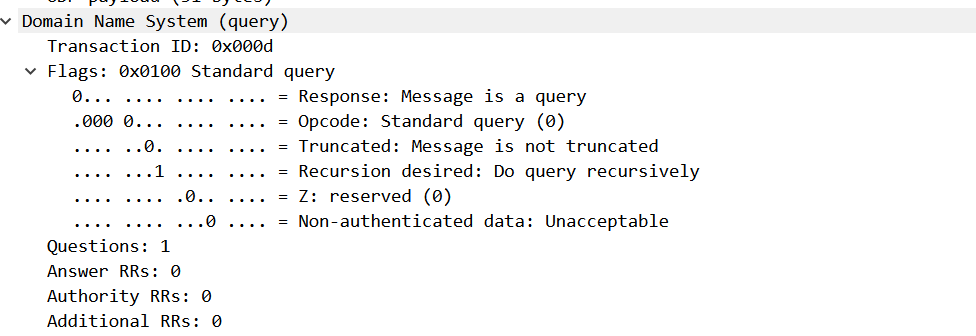 Domain Name System (query)
Transaction ID: 0x000d
Flags: 0x0100 Standard query
0... .... .... .... = Response: Message is a query
.000 0... .... .... = Opcode: Standard query (0)
.... ..0. .... .... = Truncated: Message is not truncated
.... ...1 .... .... = Recursion desired: Do query recursively
.... .... .0.. .... = Z: reserved (0)
.... .... ...0 .... = Non-authenticated data: Unacceptable
Questions: 1
Answer RRs: 0
Authority RRs: 0
Additional RRs: 0